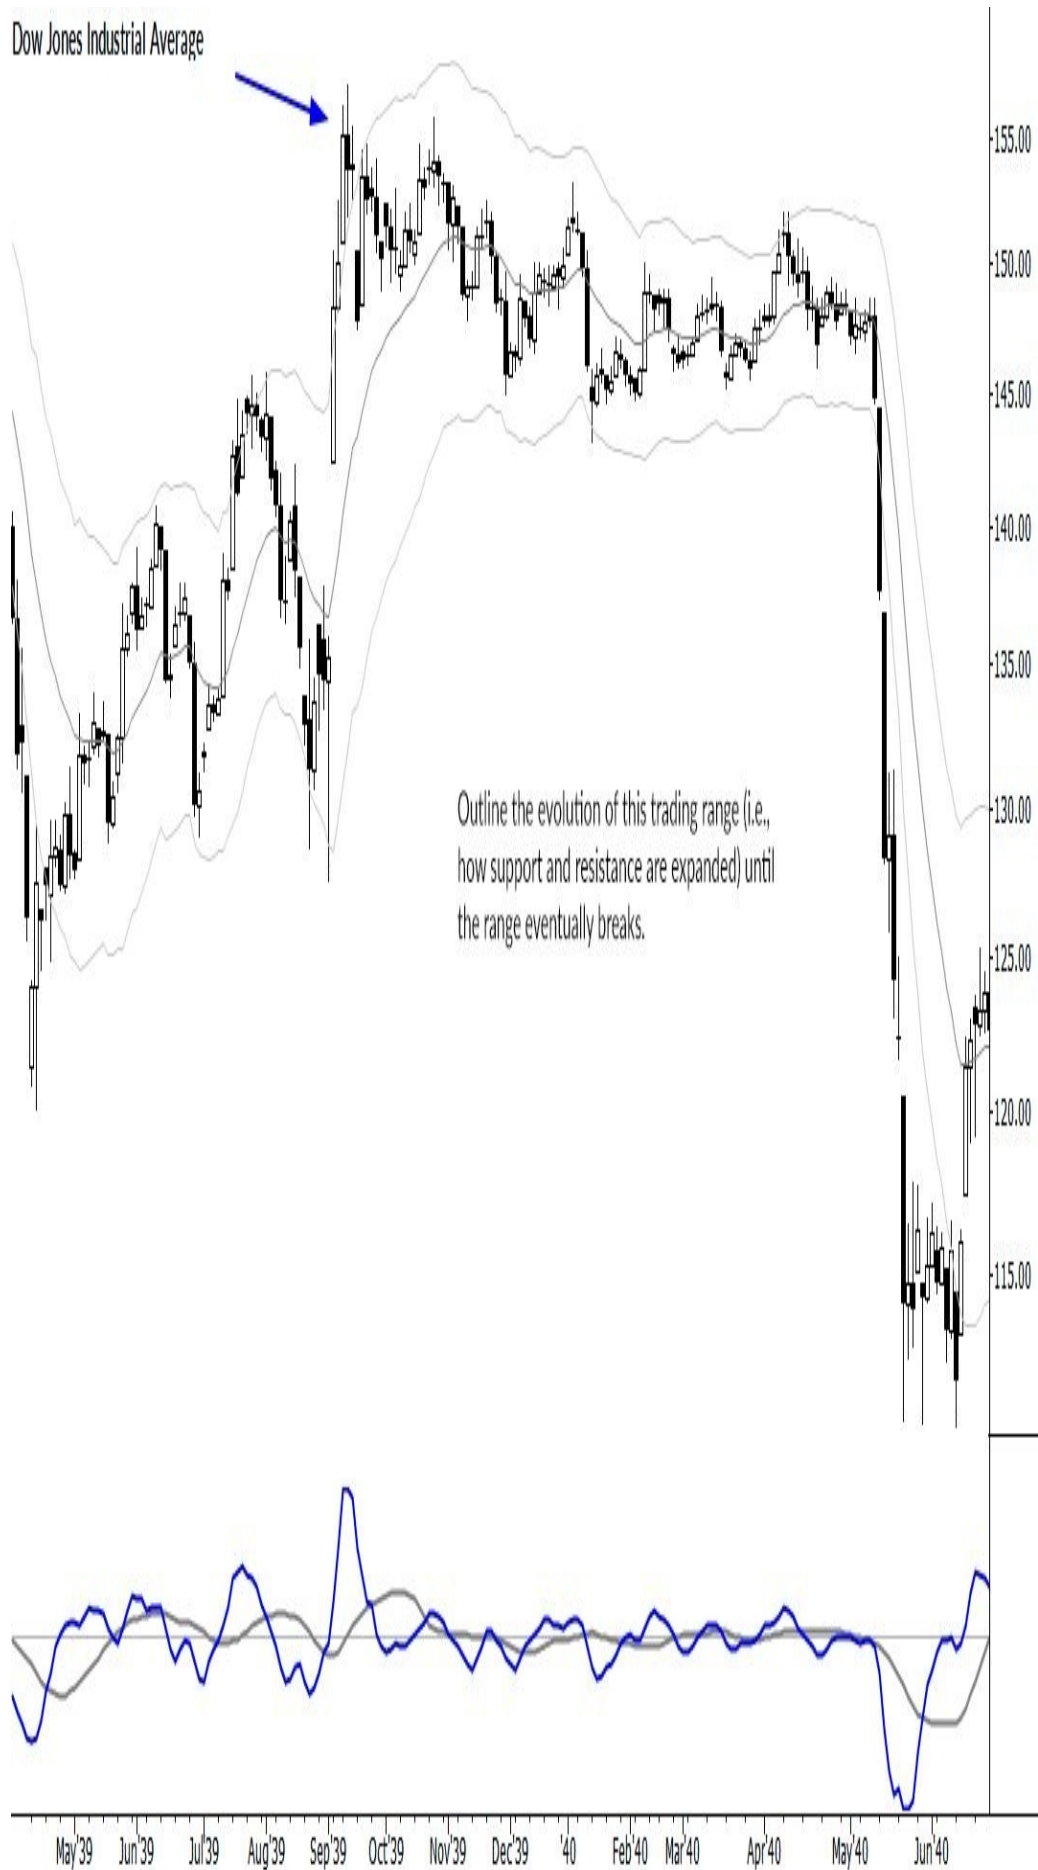 Dow Jones Industrial Average
155.00
150.00
145.00
140.00
135.00
Outline the evolution of this trading range (i.e.,
how support and resistance are expanded) until
the range eventually breaks.
130.00
125.00
120.00
115.00
May'39 Jun'39 Jul'39 Aug'39 Sep'39 Oct'39 Nov'39 Dec'39 '40 Feb'40 Mar'40 Apr'40 May'40 Jun'40